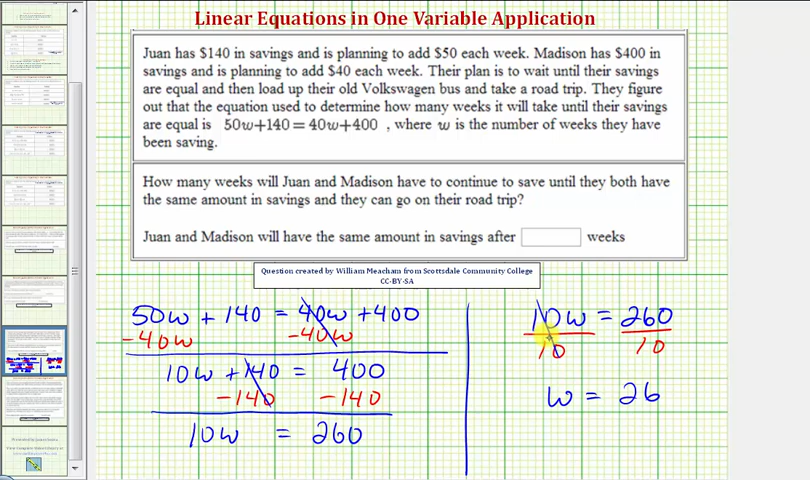 Linear Equations in One Variable Application
Juan has $140 in savings and is planning to add $50 each week. Madison has $400 in
savings and is planning to add $40 each week. Their plan is to wait until their savings
are equal and then load up their old Volkswagen bus and take a road trip. They figure
out that the equation used to determine how many weeks it will take until their savings
are equal is 50w+140 = 40w+400 , where w is the number of weeks they have
been saving.
How many weeks will Juan and Madison have to continue to save until they both have
the same amount in savings and they can go on their road trip?
Juan and Madison will have the same amount in savings after weeks
Question created by William Meacham from Scottsdale Community College
CC-BY-SA
50w + 140 = 40w + 400
-40w -40w
10w + 140 = 400
-140 -140
10w = 260
10w = 260
10 10
w = 26